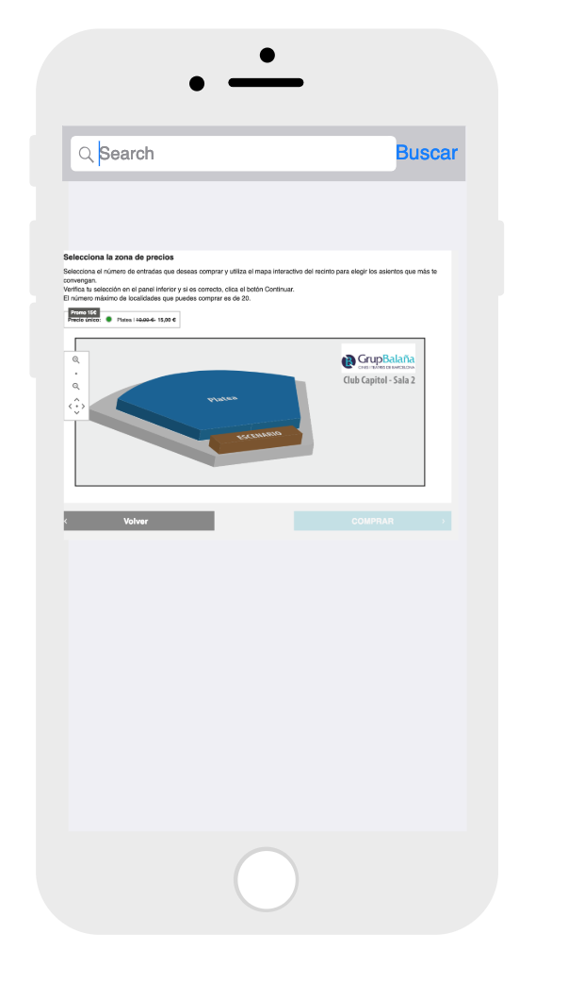 Search
Buscar
Selecciona la zona de precios
Selecciona el número de entradas que deseas comprar y utiliza el mapa interactivo del recinto para elegir los asientos que más te
convengan.
Verifica tu selección en el panel inferior y si es correcto, clica el botón Continuar.
El número máximo de localidades que puedes comprar es de 20.
Promo 15€
Precio único: Platea | 19,00 € 15,00 €
GrupBalañá
CINES I TEATRES DE BARCELONA
Club Capitol - Sala 2
Platea
ESCENARIO
Volver
COMPRAR